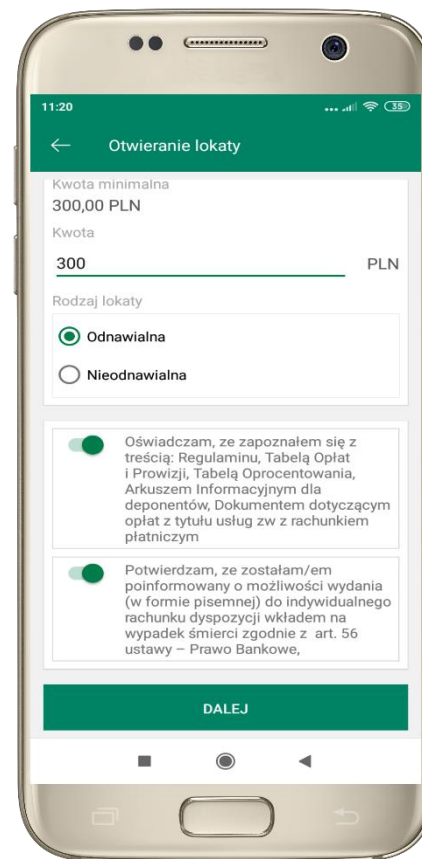 11:20
35
Otwieranie lokaty
Kwota minimalna
300,00 PLN
Kwota
300 PLN
Rodzaj lokaty
Odnawialna
Nieodnawialna
Oświadczam, ze zapoznałem się z
treścią: Regulaminu, Tabelą Opłat
i Prowizji, Tabelą Oprocentowania,
Arkuszem Informacyjnym dla
deponentów, Dokumentem dotyczącym
opłat z tytułu usług zw z rachunkiem
płatniczym
Potwierdzam, ze zostałam/em
poinformowany o możliwości wydania
(w formie pisemnej) do indywidualnego
rachunku dyspozycji wkładem na
wypadek śmierci zgodnie z art. 56
ustawy – Prawo Bankowe,
DALEJ